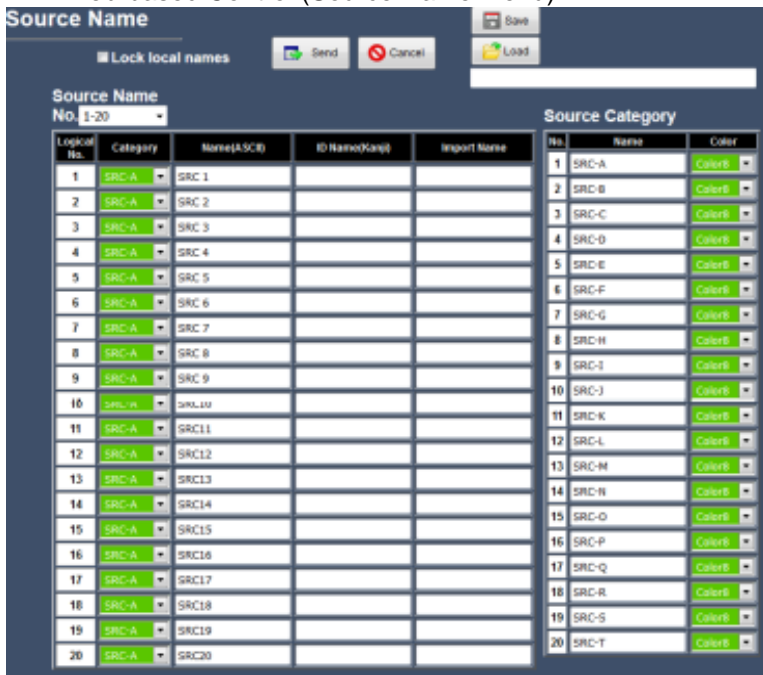 Source Name
Save
Lock local names
Send
Cancel
Load
Source Name
No. 1-20
Logical No. Category Name(ASCII) ID Name(Kanji) Import Name
1 SRC-A SRC 1
2 SRC-A SRC 2
3 SRC-A SRC 3
4 SRC-A SRC 4
5 SRC-A SRC 5
6 SRC-A SRC 6
7 SRC-A SRC 7
8 SRC-A SRC 8
9 SRC-A SRC 9
10 SRC-A SRC10
11 SRC-A SRC11
12 SRC-A SRC12
13 SRC-A SRC13
14 SRC-A SRC14
15 SRC-A SRC15
16 SRC-A SRC16
17 SRC-A SRC17
18 SRC-A SRC18
19 SRC-A SRC19
20 SRC-A SRC20
Source Category
No. Name Color
1 SRC-A Color8
2 SRC-B Color8
3 SRC-C Color8
4 SRC-D Color8
5 SRC-E Color8
6 SRC-F Color8
7 SRC-G Color8
8 SRC-H Color8
9 SRC-I Color8
10 SRC-J Color8
11 SRC-K Color8
12 SRC-L Color8
13 SRC-M Color8
14 SRC-N Color8
15 SRC-O Color8
16 SRC-P Color8
17 SRC-Q Color8
18 SRC-R Color8
19 SRC-S Color8
20 SRC-T Color8